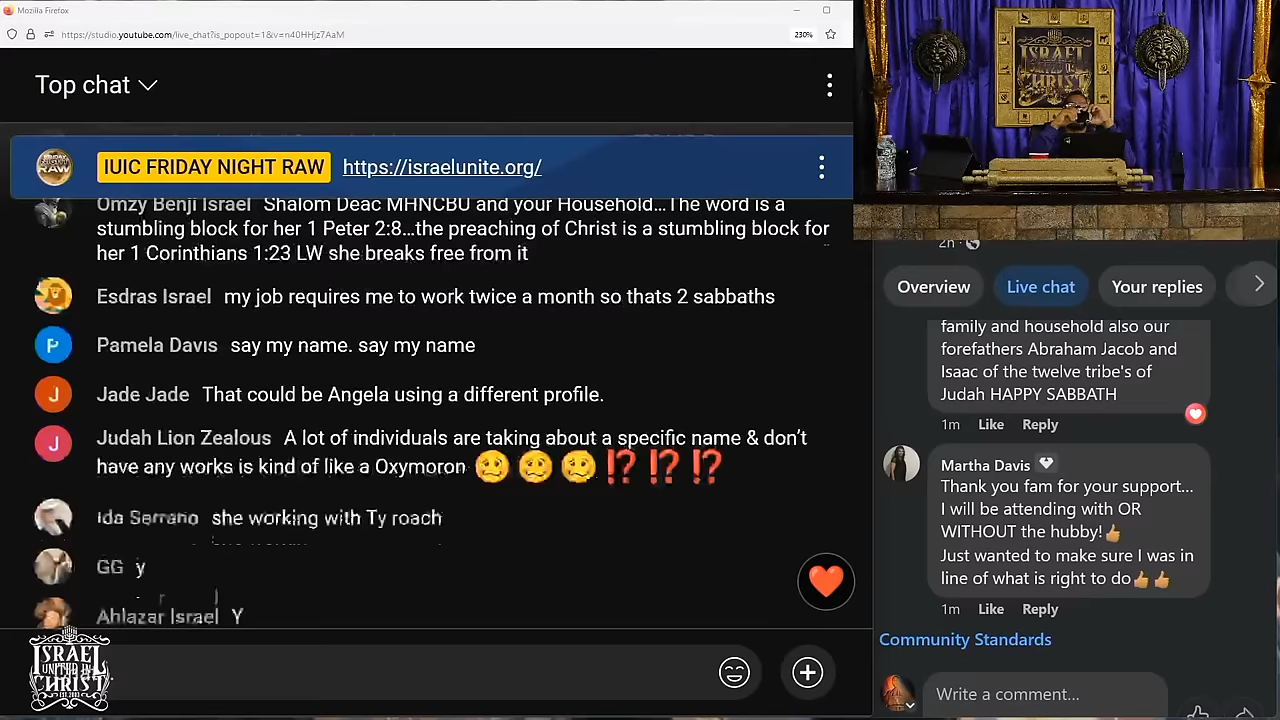 Mozilla Firefox
https://studio.youtube.com/live_chat?is_popout=1&v=n40HHjz7AaM
230%
Top chat
IUIC FRIDAY NIGHT RAW https://israelunite.org/
Omzy Benji Israel Shalom Deac MHNCBU and your Household...The word is a
stumbling block for her 1 Peter 2:8...the preaching of Christ is a stumbling block for
her 1 Corinthians 1:23 LW she breaks free from it
Esdras Israel my job requires me to work twice a month so thats 2 sabbaths
P
Pamela Davis say my name. say my name
J
Jade Jade That could be Angela using a different profile.
J
Judah Lion Zealous A lot of individuals are taking about a specific name & don't
have any works is kind of like a Oxymoron 🥴🥴🥴⁉️⁉️⁉️
Ida Serrano she working with Ty roach
GG y
Ahlazar Israel Y
ISRAEL
UNITED IN
CHRIST
EST. 2003
ISRAEL
UNITED IN
CHRIST
2h
Overview
Live chat
Your replies
family and household also our
forefathers Abraham Jacob and
Isaac of the twelve tribe's of
Judah HAPPY SABBATH
1m Like Reply
Martha Davis
Thank you fam for your support...
I will be attending with OR
WITHOUT the hubby!👍🏽
Just wanted to make sure I was in
line of what is right to do👍🏽👍🏽
1m Like Reply
Community Standards
Write a comment...